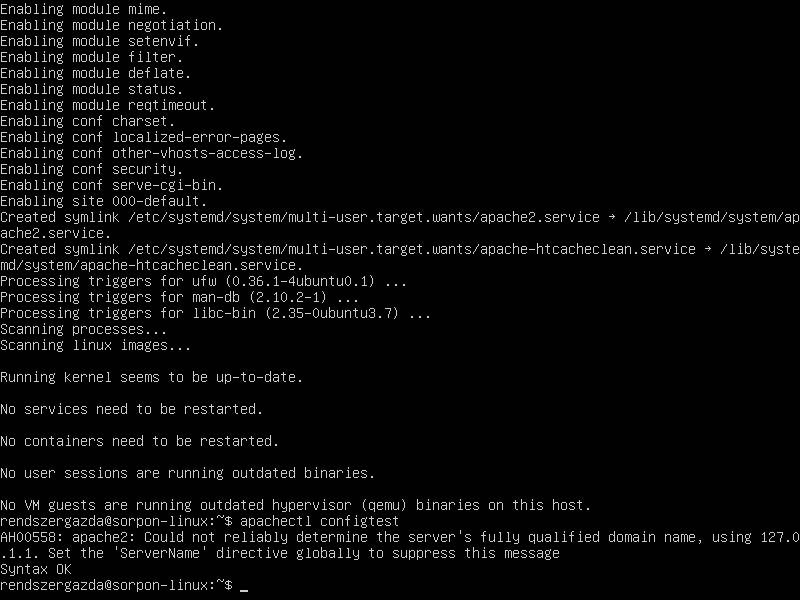 Enabling module mime.
Enabling module negotiation.
Enabling module setenvif.
Enabling module filter.
Enabling module deflate.
Enabling module status.
Enabling module reqtimeout.
Enabling conf charset.
Enabling conf localized-error-pages.
Enabling conf other-vhosts-access-log.
Enabling conf security.
Enabling conf serve-cgi-bin.
Enabling site 000-default.
Created symlink /etc/systemd/system/multi-user.target.wants/apache2.service → /lib/systemd/system/ap
ache2.service.
Created symlink /etc/systemd/system/multi-user.target.wants/apache-htcacheclean.service → /lib/syste
md/system/apache-htcacheclean.service.
Processing triggers for ufw (0.36.1-4ubuntu0.1) ...
Processing triggers for man-db (2.10.2-1) ...
Processing triggers for libc-bin (2.35-0ubuntu3.7) ...
Scanning processes...
Scanning linux images...
Running kernel seems to be up-to-date.
No services need to be restarted.
No containers need to be restarted.
No user sessions are running outdated binaries.
No VM guests are running outdated hypervisor (qemu) binaries on this host.
rendszergazda@sorpon-linux:~$ apachectl configtest
AH00558: apache2: Could not reliably determine the server's fully qualified domain name, using 127.0
.1.1. Set the 'ServerName' directive globally to suppress this message
Syntax OK
rendszergazda@sorpon-linux:~$ _